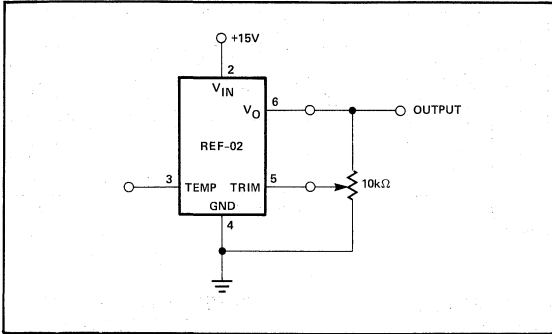 +15V
2
VIN
6
VO
OUTPUT
REF-02
3
TEMP
TRIM
5
10kΩ
GND
4